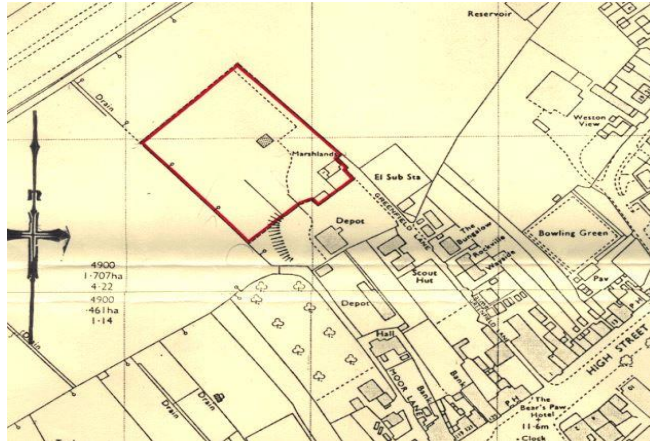 Reservoir
Drain
Weston
View
Marshlands
El Sub Sta
GREENFIELD LANE
The
Bungalow
Rockville
Wayside
Depot
Bowling Green
N
4900
1·707ha
4·22
4900
·461ha
1·14
Scout
Hut
Pav
Depot
Hall
MOOR LANE
Bank
Bank
P H
P H
HIGH STREET
Drain
Drain
Drain
The
Bear's Paw
Hotel
11·6m
Clock